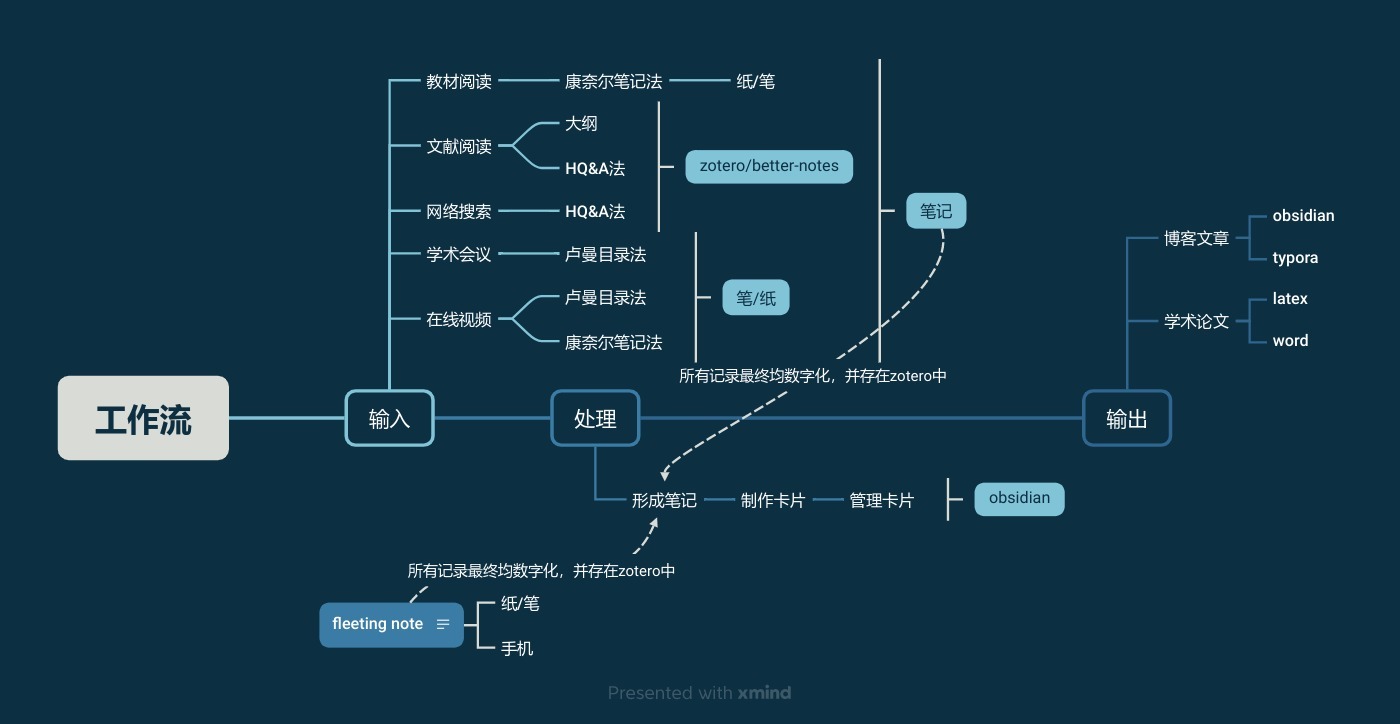 教材阅读
康奈尔笔记法
纸/笔
文献阅读
大纲
HQ&A法
zotero/better-notes
网络搜索
HQ&A法
笔记
学术会议
卢曼目录法
在线视频
卢曼目录法
康奈尔笔记法
笔/纸
所有记录最终均数字化，并存在zotero中
博客文章
obsidian
typora
学术论文
latex
word
工作流
输入
处理
输出
形成笔记
制作卡片
管理卡片
obsidian
所有记录最终均数字化，并存在zotero中
fleeting note
纸/笔
手机
Presented with xmind